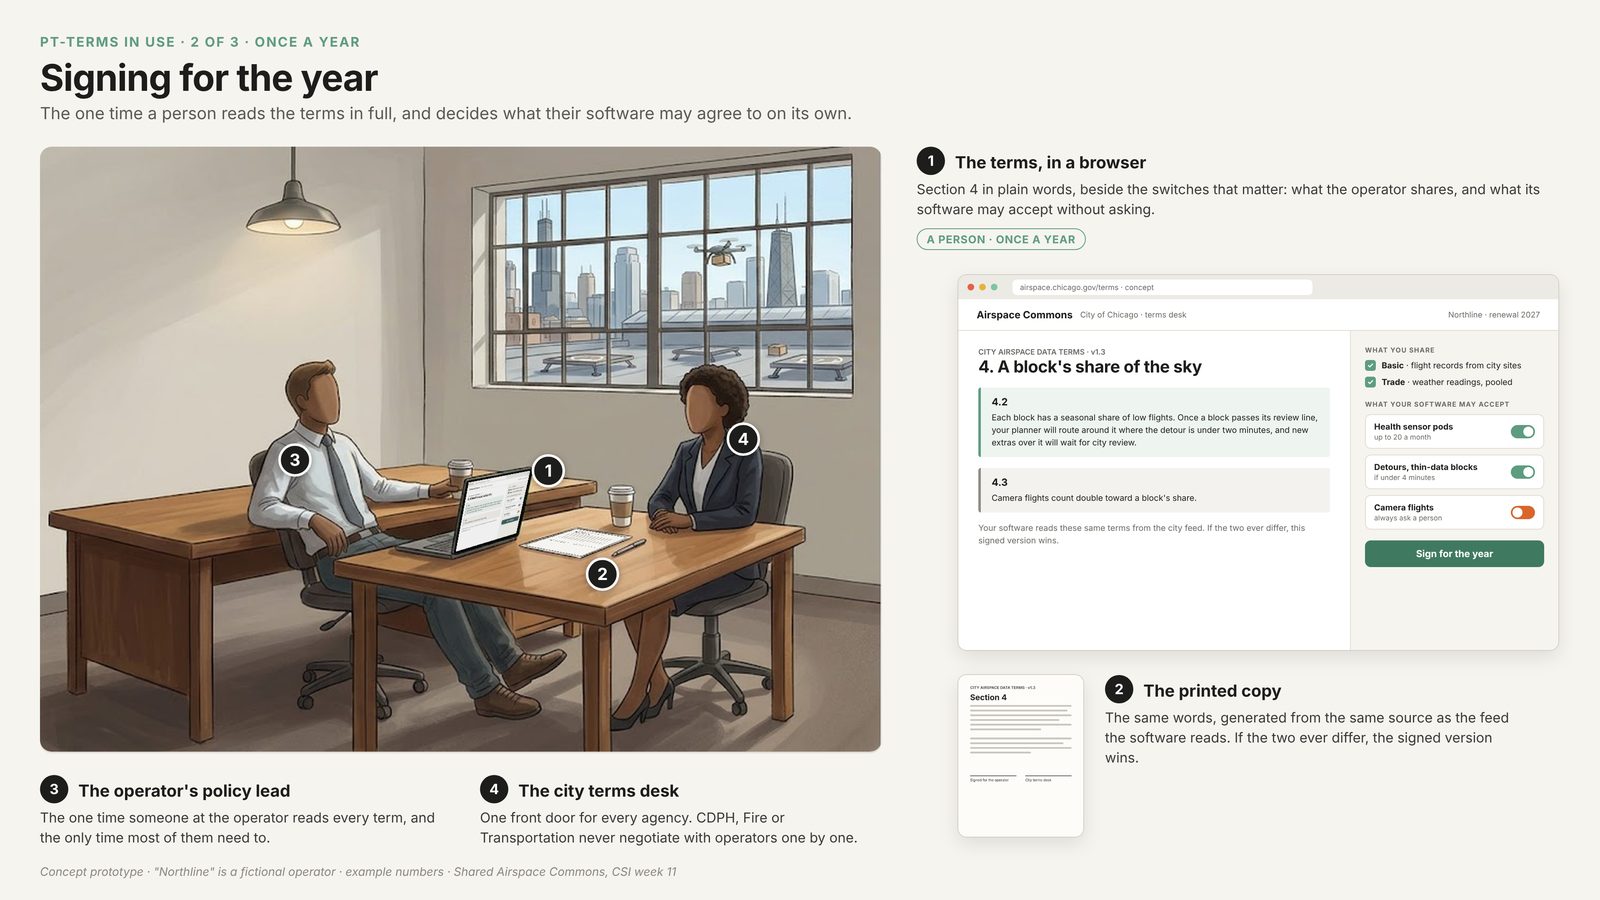 PT-TERMS IN USE · 2 OF 3 · ONCE A YEAR
Signing for the year
The one time a person reads the terms in full, and decides what their software may agree to on its own.
3
1
4
2
1 The terms, in a browser
Section 4 in plain words, beside the switches that matter: what the operator shares, and what its
software may accept without asking.
A PERSON · ONCE A YEAR
airspace.chicago.gov/terms · concept
Airspace Commons City of Chicago · terms desk
Northline · renewal 2027
CITY AIRSPACE DATA TERMS · v1.3
4. A block's share of the sky
4.2
Each block has a seasonal share of low flights. Once a block passes its review line,
your planner will route around it where the detour is under two minutes, and new
extras over it will wait for city review.
4.3
Camera flights count double toward a block's share.
Your software reads these same terms from the city feed. If the two ever differ, this
signed version wins.
WHAT YOU SHARE
Basic · flight records from city sites
Trade · weather readings, pooled
WHAT YOUR SOFTWARE MAY ACCEPT
Health sensor pods
up to 20 a month
Detours, thin-data blocks
if under 4 minutes
Camera flights
always ask a person
Sign for the year
CITY AIRSPACE DATA TERMS · v1.3
Section 4
Signed for the operator
City terms desk
2 The printed copy
The same words, generated from the same source as the feed
the software reads. If the two ever differ, the signed version
wins.
3 The operator's policy lead
The one time someone at the operator reads every term, and
the only time most of them need to.
4 The city terms desk
One front door for every agency. CDPH, Fire or
Transportation never negotiate with operators one by one.
Concept prototype · "Northline" is a fictional operator · example numbers · Shared Airspace Commons, CSI week 11